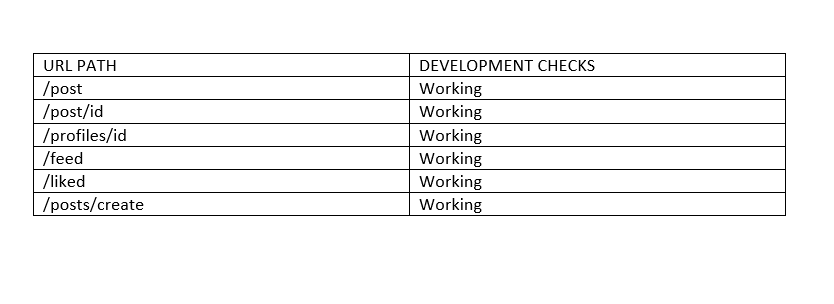 URL PATH DEVELOPMENT CHECKS
/post Working
/post/id Working
/profiles/id Working
/feed Working
/liked Working
/posts/create Working